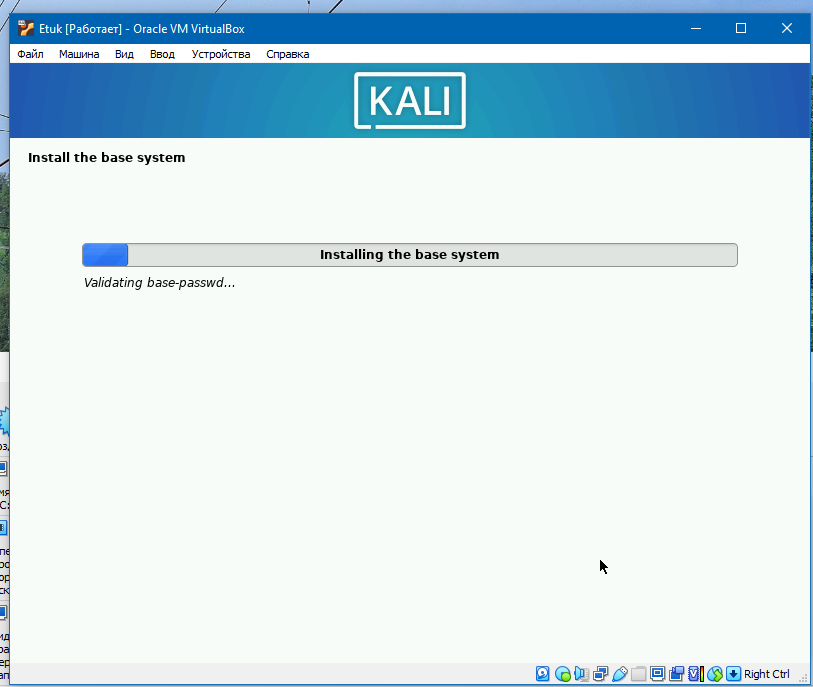 Etuk [Работает] - Oracle VM VirtualBox
Файл Машина Вид Ввод Устройства Справка
KALI
Install the base system
Installing the base system
Validating base-passwd...
Right Ctrl